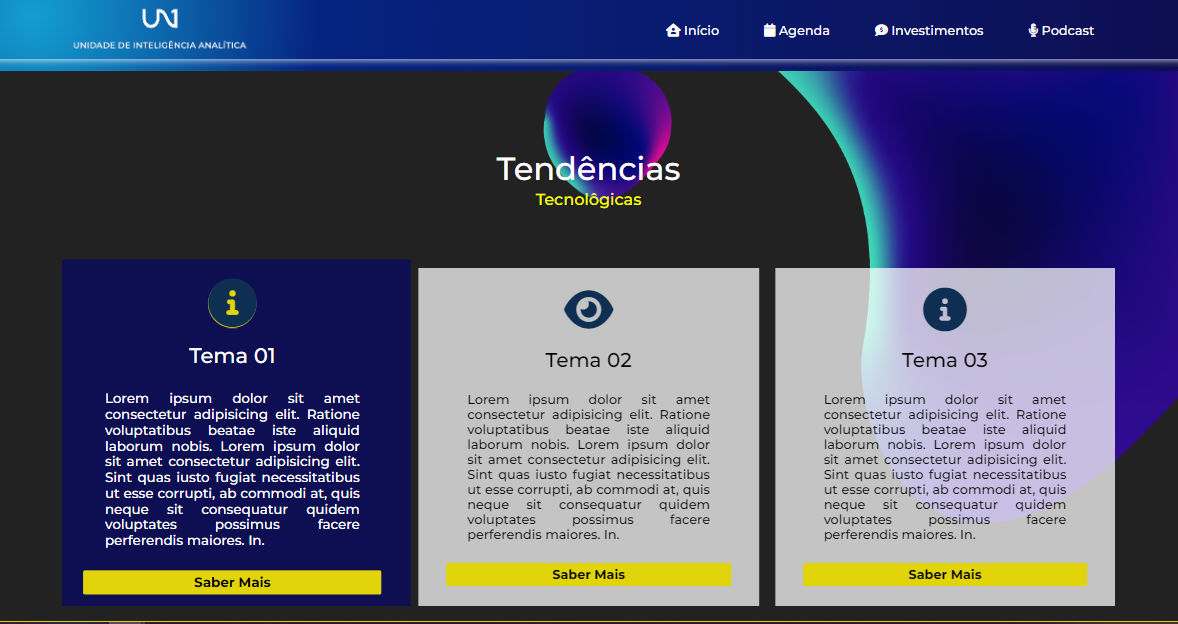 UN1
UNIDADE DE INTELIGÊNCIA ANALÍTICA
Início
Agenda
Investimentos
Podcast
Tendências
Tecnolôgicas
Tema 01
Lorem ipsum dolor sit amet
consectetur adipisicing elit. Ratione
voluptatibus beatae iste aliquid
laborum nobis. Lorem ipsum dolor
sit amet consectetur adipisicing elit.
Sint quas iusto fugiat necessitatibus
ut esse corrupti, ab commodi at, quis
neque sit consequatur quidem
voluptates possimus facere
perferendis maiores. In.
Saber Mais
Tema 02
Lorem ipsum dolor sit amet
consectetur adipisicing elit. Ratione
voluptatibus beatae iste aliquid
laborum nobis. Lorem ipsum dolor
sit amet consectetur adipisicing elit.
Sint quas iusto fugiat necessitatibus
ut esse corrupti, ab commodi at, quis
neque sit consequatur quidem
voluptates possimus facere
perferendis maiores. In.
Saber Mais
Tema 03
Lorem ipsum dolor sit amet
consectetur adipisicing elit. Ratione
voluptatibus beatae iste aliquid
laborum nobis. Lorem ipsum dolor
sit amet consectetur adipisicing elit.
Sint quas iusto fugiat necessitatibus
ut esse corrupti, ab commodi at, quis
neque sit consequatur quidem
voluptates possimus facere
perferendis maiores. In.
Saber Mais